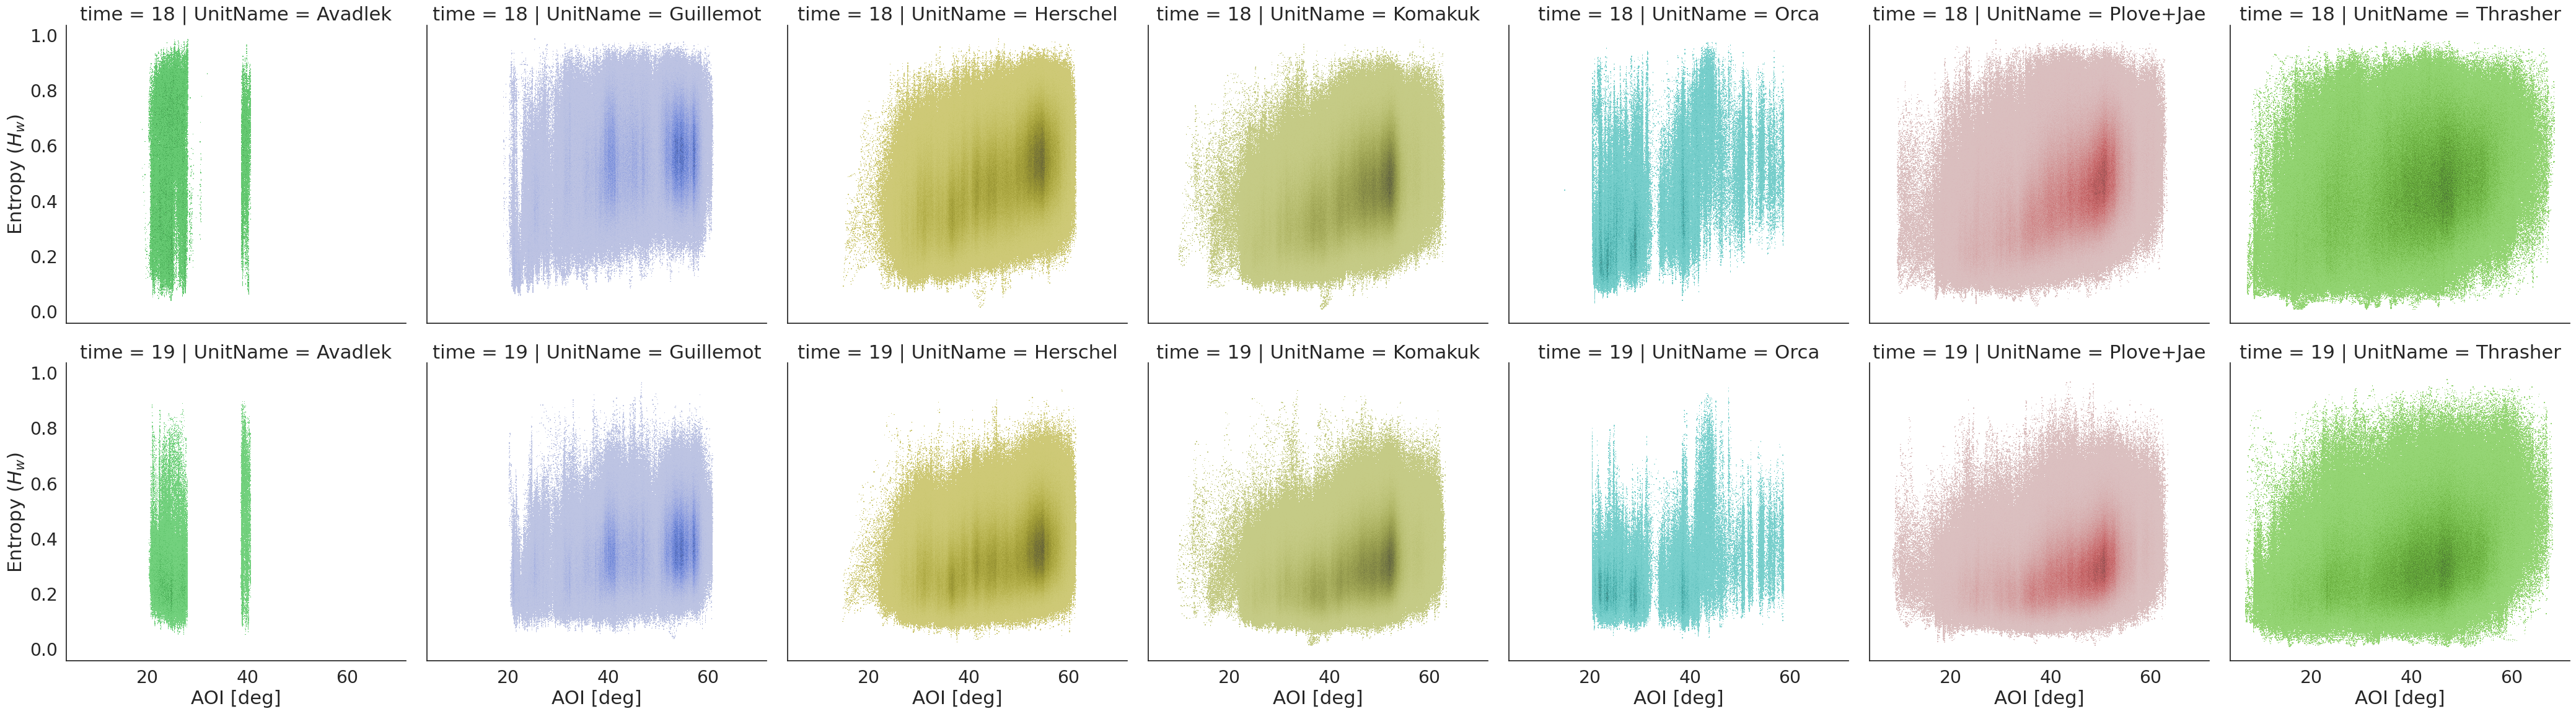 time = 18 | UnitName = Avadlek
time = 18 | UnitName = Guillemot
time = 18 | UnitName = Herschel
time = 18 | UnitName = Komakuk
time = 18 | UnitName = Orca
time = 18 | UnitName = Plove+Jae
time = 18 | UnitName = Thrasher
1.0
0.8
0.6
0.4
0.2
0.0
Entropy (H_w)
time = 19 | UnitName = Avadlek
time = 19 | UnitName = Guillemot
time = 19 | UnitName = Herschel
time = 19 | UnitName = Komakuk
time = 19 | UnitName = Orca
time = 19 | UnitName = Plove+Jae
time = 19 | UnitName = Thrasher
1.0
0.8
0.6
0.4
0.2
0.0
Entropy (H_w)
20 40 60
20 40 60
20 40 60
20 40 60
20 40 60
20 40 60
20 40 60
AOI [deg]
AOI [deg]
AOI [deg]
AOI [deg]
AOI [deg]
AOI [deg]
AOI [deg]